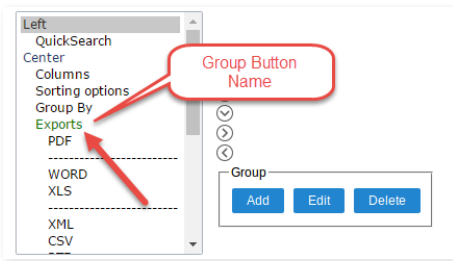 Left
QuickSearch
Center
Columns
Sorting options
Group By
Exports
PDF
------------------------
WORD
XLS
------------------------
XML
CSV
Group Button
Name
Group
Add Edit Delete